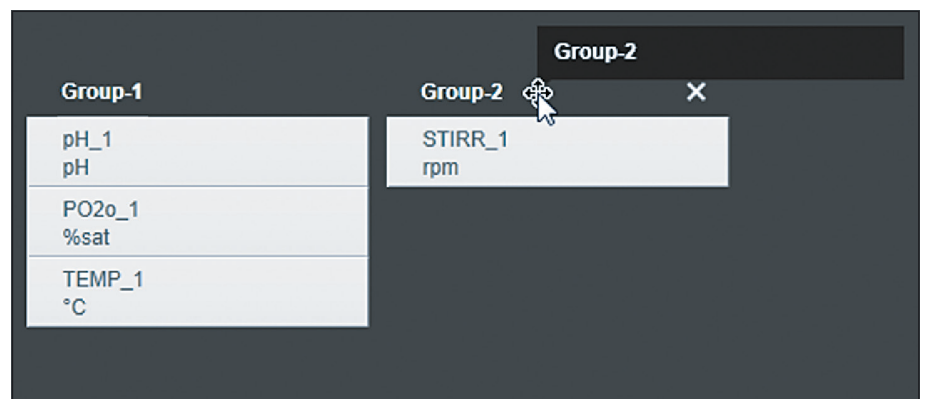 Group-2
Group-1
Group-2
pH_1
pH
PO2o_1
%sat
TEMP_1
°C
STIRR_1
rpm